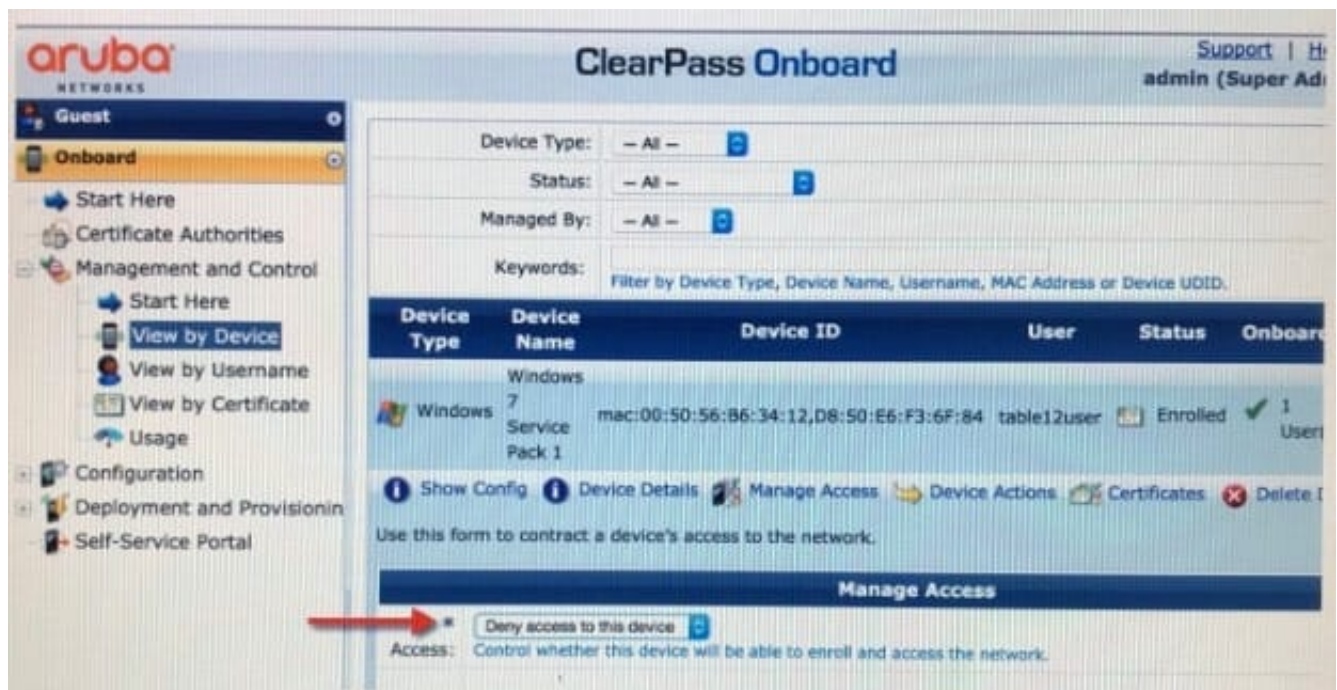 aruba
NETWORKS
ClearPass Onboard
Support | H
admin (Super Ad
Guest
Onboard
Start Here
Certificate Authorities
Management and Control
Start Here
View by Device
View by Username
View by Certificate
Usage
Configuration
Deployment and Provisionin
Self-Service Portal
Device Type: -- All --
Status: -- All --
Managed By: -- All --
Keywords:
Filter by Device Type, Device Name, Username, MAC Address or Device UDID.
Device Type Device Name Device ID User Status Onboar
Windows Windows 7 Service Pack 1 mac:00:50:56:B6:34:12,D8:50:E6:F3:6F:84 table12user Enrolled 1 User
Show Config Device Details Manage Access Device Actions Certificates Delete
Use this form to contract a device's access to the network.
Manage Access
* Access: Deny access to this device
Control whether this device will be able to enroll and access the network.